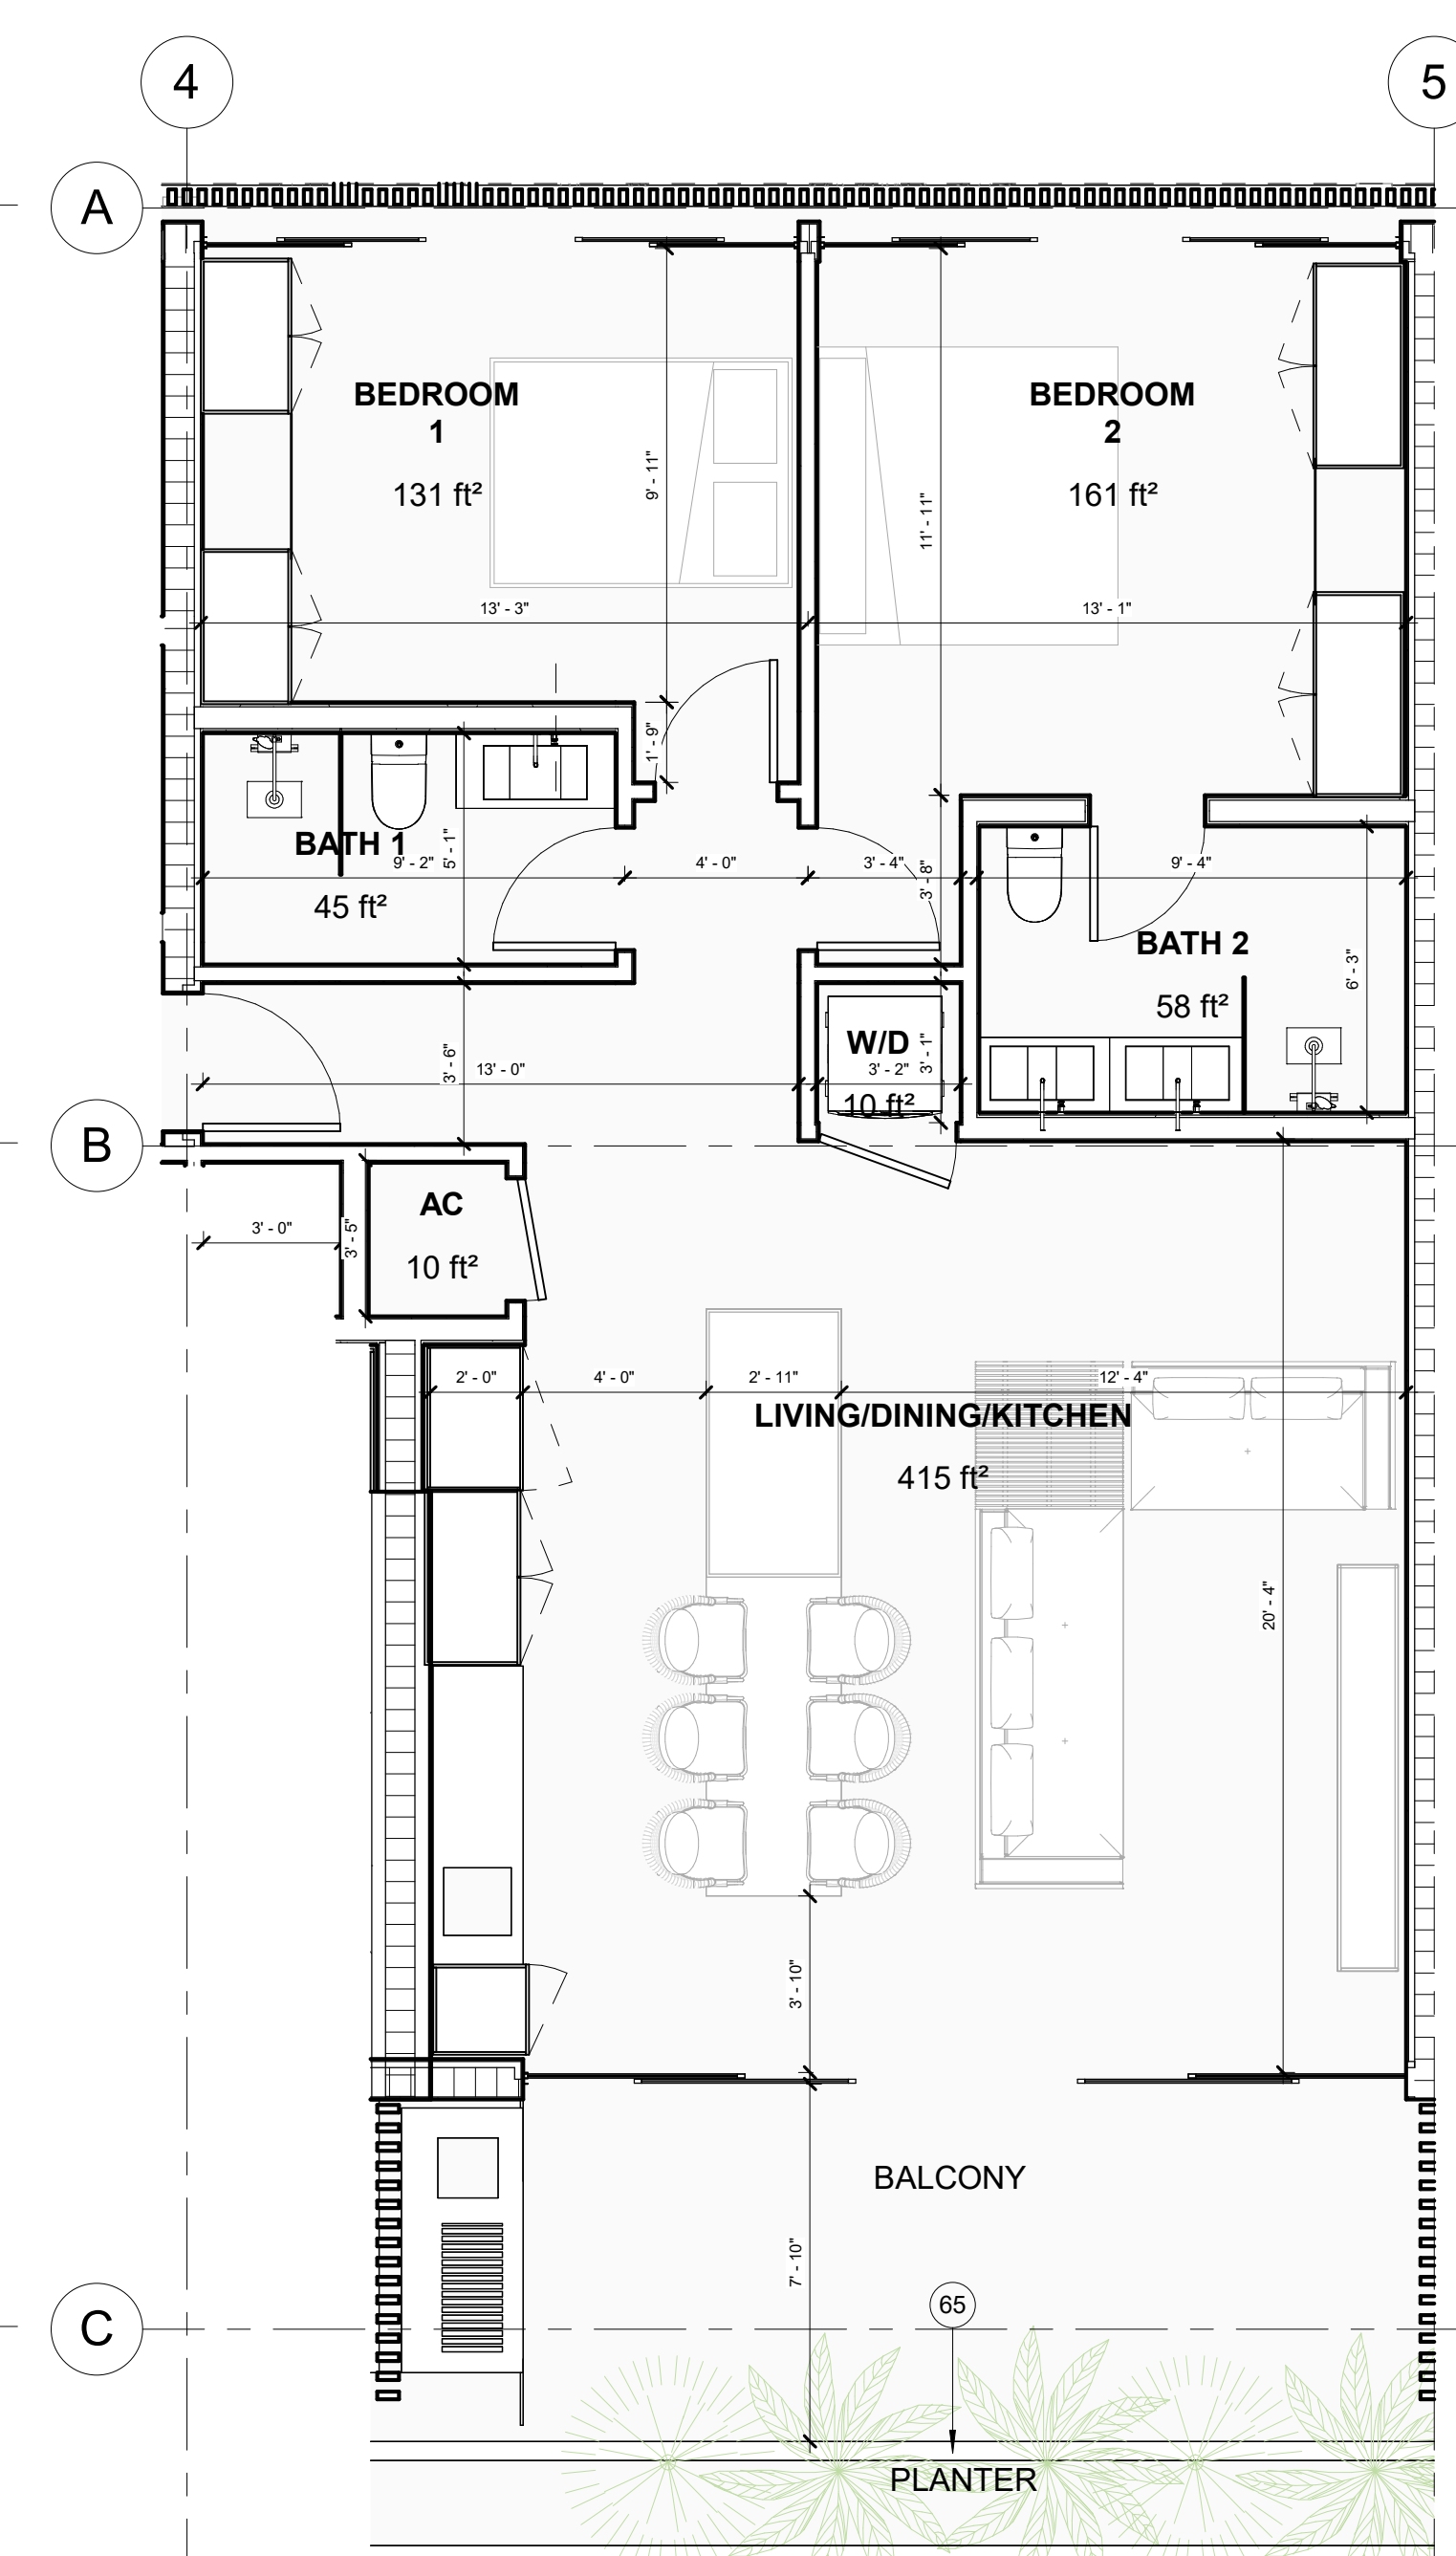 4
5
A
BEDROOM
1
131 ft²
BEDROOM
2
161 ft²
9' - 11"
11' - 11"
13' - 3"
13' - 1"
1' - 9"
BATH 1
45 ft²
9' - 2"
5' - 1"
4' - 0"
3' - 4"
3' - 8"
9' - 4"
BATH 2
58 ft²
6' - 3"
W/D
10 ft²
3' - 2"
3' - 1"
3' - 6"
13' - 0"
B
AC
10 ft²
3' - 0"
3' - 5"
2' - 0"
4' - 0"
2' - 11"
12' - 4"
LIVING/DINING/KITCHEN
415 ft²
20' - 4"
3' - 10"
BALCONY
7' - 10"
65
C
PLANTER